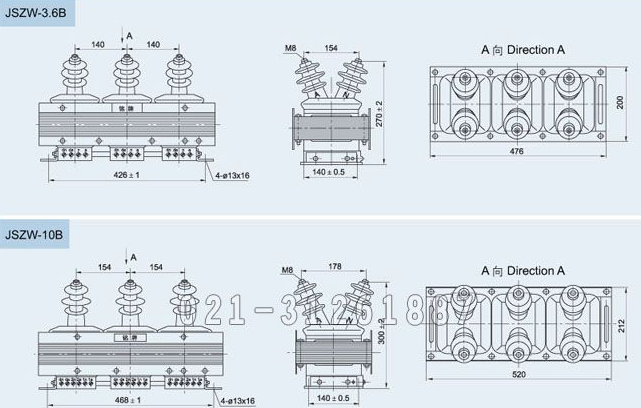 JSZW-3.6B
A
140 140
M8 154
A 向 Direction A
铭 牌
A N
270 ± 2
200
426 ± 1
4-ø13x16
140 ± 0.5
476
JSZW-10B
A
154 154
M8 178
A 向 Direction A
铭 牌
300 ± 2
212
468 ± 1
4-ø13x16
140 ± 0.5
520